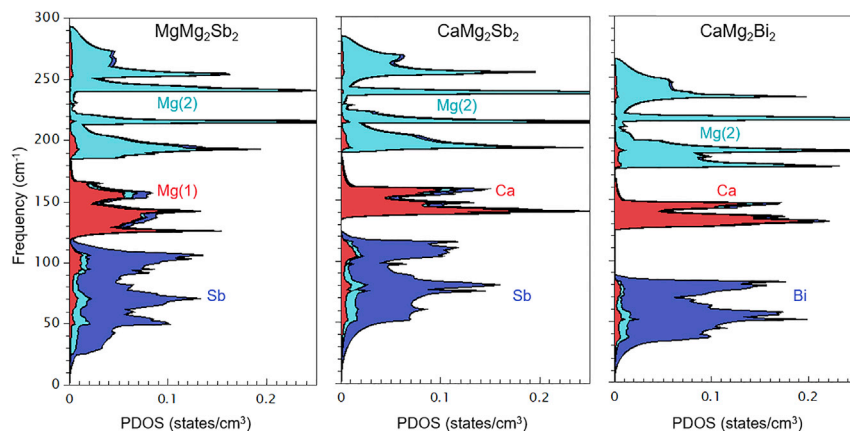 MgMg₂Sb₂
CaMg₂Sb₂
CaMg₂Bi₂
Frequency (cm⁻¹)
300
250
200
150
100
50
0
Mg(2)
Mg(1)
Sb
Mg(2)
Ca
Sb
Mg(2)
Ca
Bi
0 0.1 0.2
0 0.1 0.2
0 0.1 0.2
PDOS (states/cm³)
PDOS (states/cm³)
PDOS (states/cm³)